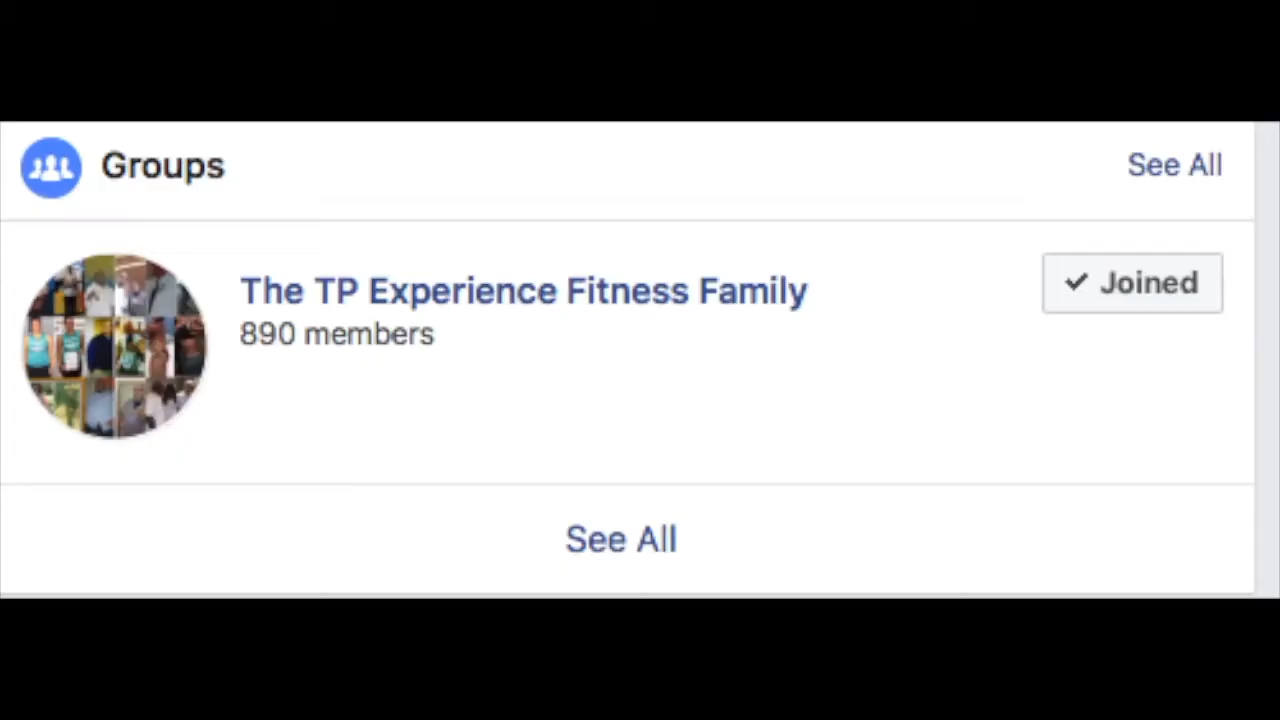 Groups
See All
The TP Experience Fitness Family
Joined
890 members
See All